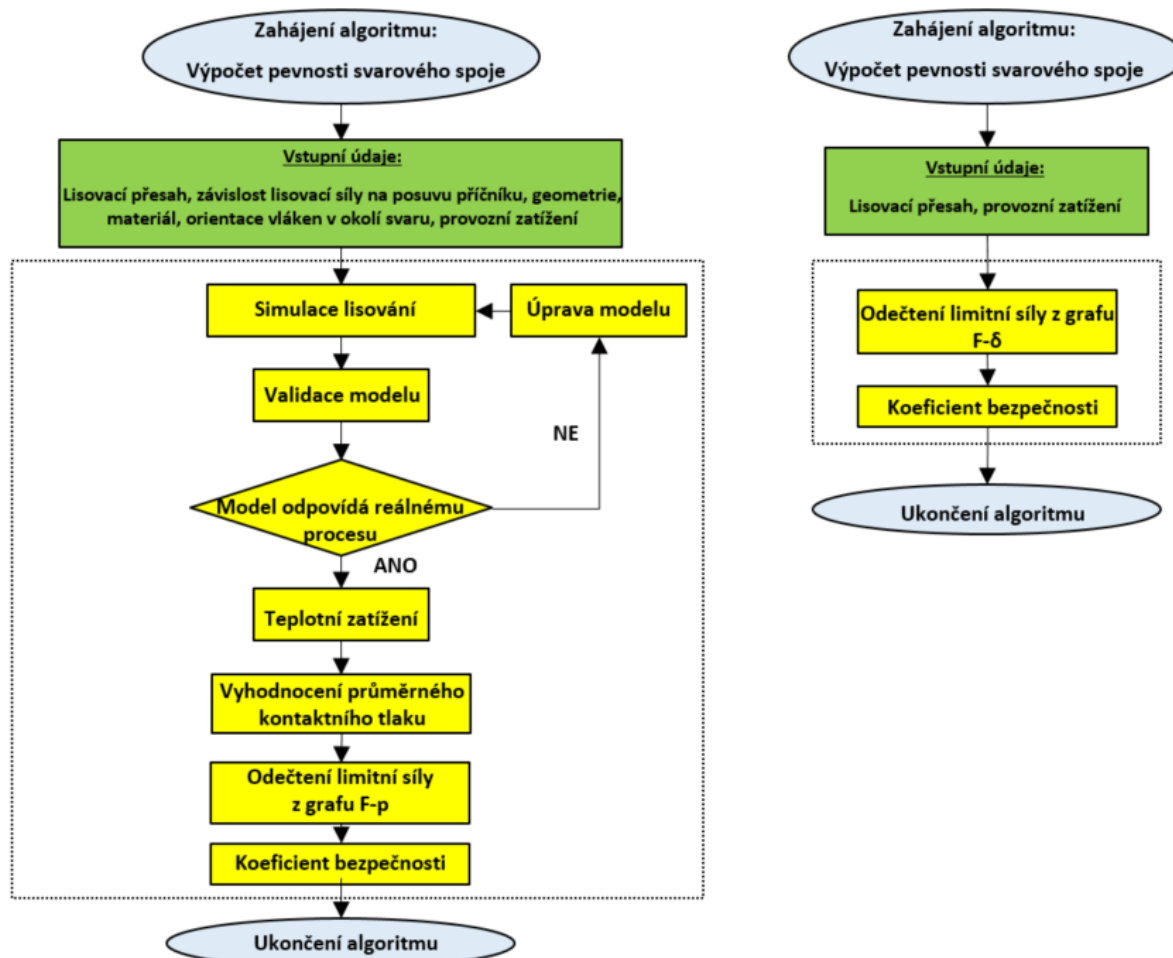 Zahájení algoritmu:
Výpočet pevnosti svarového spoje
Vstupní údaje:
Lisovací přesah, závislost lisovací síly na posuvu příčníku, geometrie,
materiál, orientace vláken v okolí svaru, provozní zatížení
Simulace lisování
Úprava modelu
Validace modelu
NE
Model odpovídá reálnému
procesu
ANO
Teplotní zatížení
Vyhodnocení průměrného
kontaktního tlaku
Odečtení limitní síly
z grafu F-p
Koeficient bezpečnosti
Ukončení algoritmu
Zahájení algoritmu:
Výpočet pevnosti svarového spoje
Vstupní údaje:
Lisovací přesah, provozní zatížení
Odečtení limitní síly z grafu
F-δ
Koeficient bezpečnosti
Ukončení algoritmu